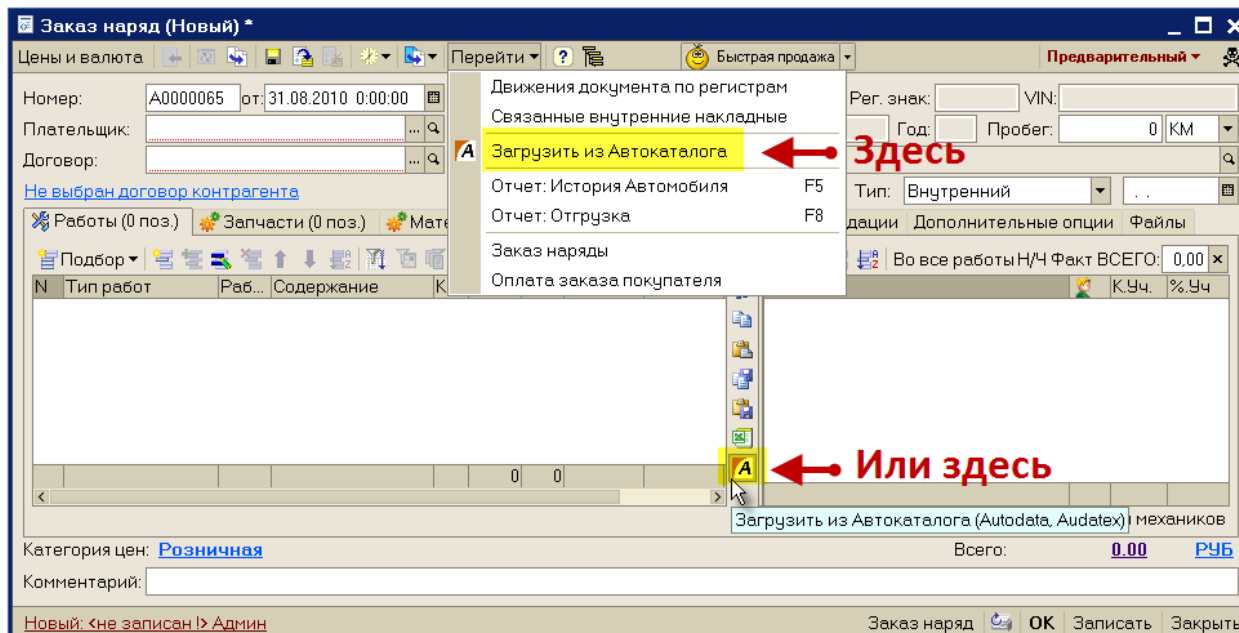 Заказ наряд (Новый) *
Цены и валюта Перейти ? Быстрая продажа Предварительный
Номер: A0000065 от: 31.08.2010 0:00:00 Движения документа по регистрам Рег. знак: VIN:
Плательщик: ... Связанные внутренние накладные Год: Пробег: 0 КМ
Договор: ... A Загрузить из Автокаталога Здесь
Не выбран договор контрагента Отчет: История Автомобиля F5 Тип: Внутренний . .
Работы (0 поз.) Запчасти (0 поз.) Мате Отчет: Отгрузка F8 дации Дополнительные опции Файлы
Подбор Заказ наряды Во все работы Н/Ч Факт ВСЕГО: 0,00 ×
N Тип работ Раб... Содержание К Оплата заказа покупателя К.Уч. %.Уч
0 0 A Или здесь
Загрузить из Автокаталога (Autodata, Audatex) механиков
Категория цен: Розничная Всего: 0.00 РУБ
Комментарий:
Новый: <не записан !> Админ Заказ наряд OK Записать Закрыть